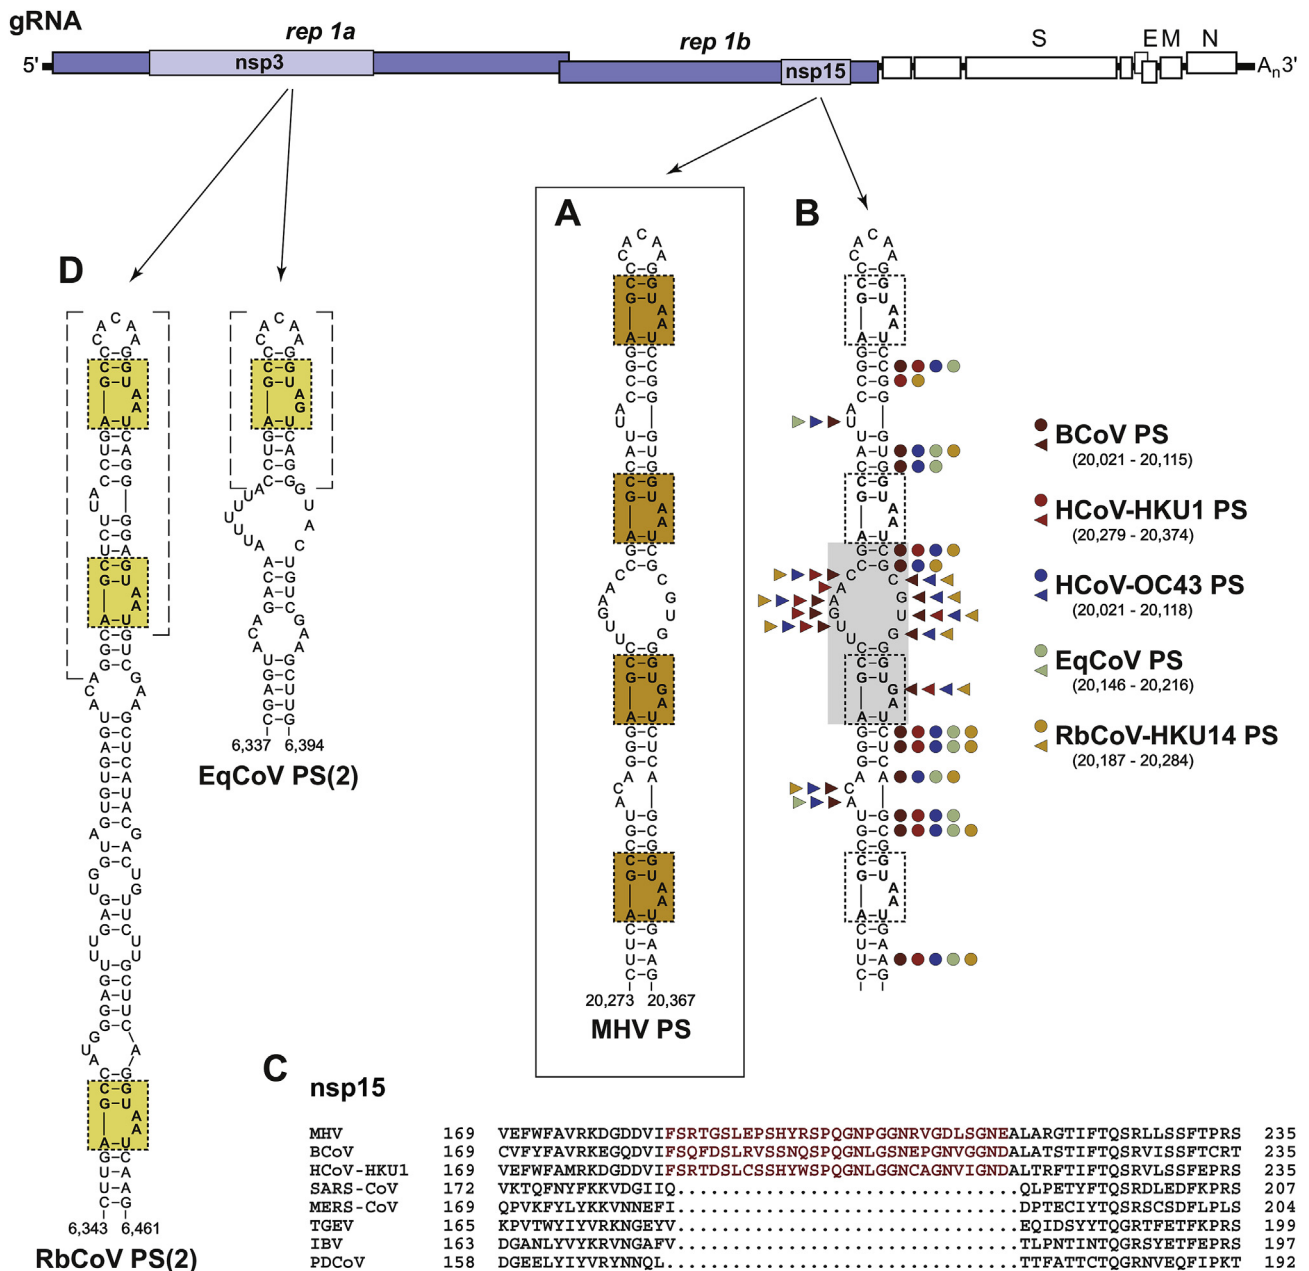 gRNA
rep 1a
rep 1b
S
E
M
N
5'
nsp3
nsp15
An3'
A
B
D
BCoV PS
(20,021 - 20,115)
HCoV-HKU1 PS
(20,279 - 20,374)
HCoV-OC43 PS
(20,021 - 20,118)
EqCoV PS
(20,146 - 20,216)
RbCoV-HKU14 PS
(20,187 - 20,284)
6,337 6,394
EqCoV PS(2)
20,273 20,367
MHV PS
6,343 6,461
RbCoV PS(2)
C
nsp15
MHV 169 VEFWFAVRKDGDDVIFSRTGSLEPSHYRSPQGNPGGNRVGDLSGNEALARGTIFTQSRLLSSFTPRS 235
BCoV 169 CVFYFAVRKEGQDVIFSQFDSLRVSSNQSPQGNLGSNEPGNVGGNDALATSTIFTQSRVISSFTCRT 235
HCoV-HKU1 169 VEFWFAMRKDGDDVIFSRTDSLCSSHYWSPQGNLGGNCAGNVIGNDALTRFTIFTQSRVLSSFEPRS 235
SARS-CoV 172 VKTQFNYFKKVDGIIQ..................................QLPETYFTQSRDLEDFKPRS 207
MERS-CoV 169 QPVKFYLYKKVNNEFI..................................DPTECIYTQSRSCSDFLPLS 204
TGEV 165 KPVTWYIYVRKNGEYV..................................EQIDSYYTQGRTFETFKPRS 199
IBV 163 DGANLYVYKRVNGAFV..................................TLPNTINTQGRSYETFEPRS 197
PDCoV 158 DGEELYIYVRYNNQL..................................TTFATTCTQGRNVEQFIPKT 192